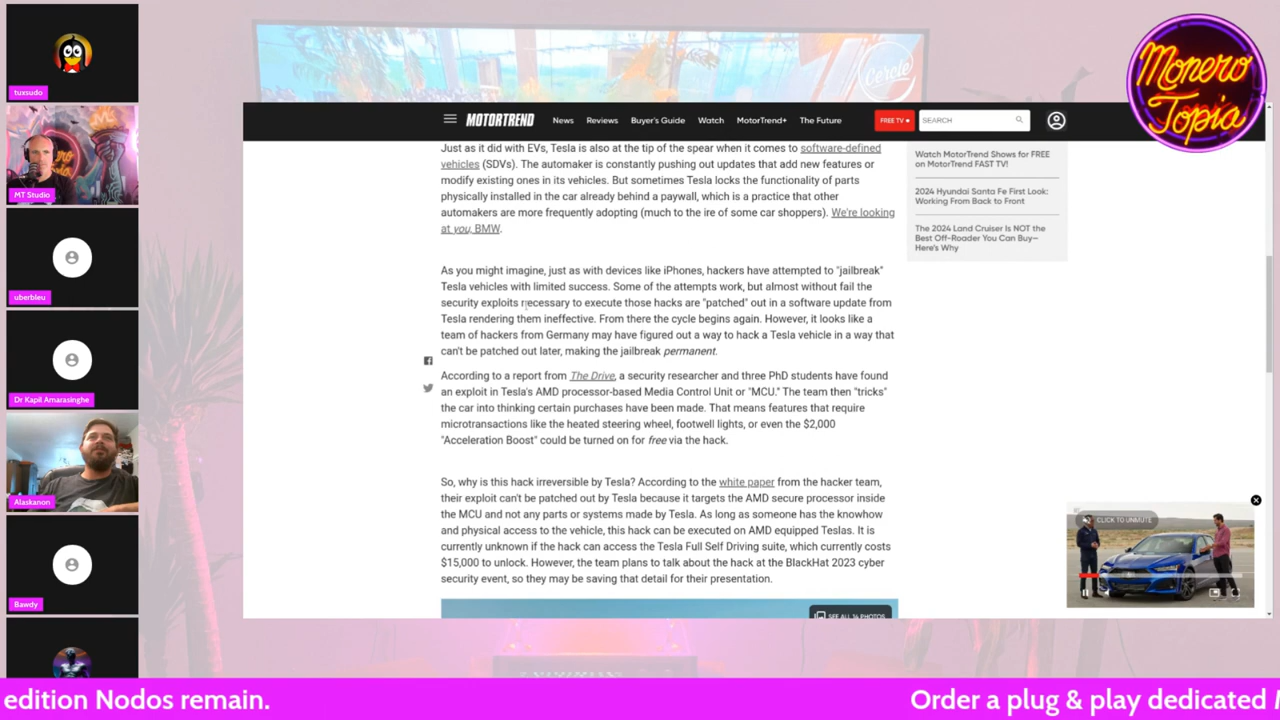 tuxsudo
MT Studio
uberbleu
Dr Kapil Amarasinghe
Alaskanon
Bawdy
Cercle
Monero
Topia
MOTORTREND
News
Reviews
Buyer's Guide
Watch
MotorTrend+
The Future
FREE TV
SEARCH
Just as it did with EVs, Tesla is also at the tip of the spear when it comes to software-defined
vehicles (SDVs). The automaker is constantly pushing out updates that add new features or
modify existing ones in its vehicles. But sometimes Tesla locks the functionality of parts
physically installed in the car already behind a paywall, which is a practice that other
automakers are more frequently adopting (much to the ire of some car shoppers). We're looking
at you, BMW.
As you might imagine, just as with devices like iPhones, hackers have attempted to "jailbreak"
Tesla vehicles with limited success. Some of the attempts work, but almost without fail the
security exploits necessary to execute those hacks are "patched" out in a software update from
Tesla rendering them ineffective. From there the cycle begins again. However, it looks like a
team of hackers from Germany may have figured out a way to hack a Tesla vehicle in a way that
can't be patched out later, making the jailbreak permanent.
According to a report from The Drive, a security researcher and three PhD students have found
an exploit in Tesla's AMD processor-based Media Control Unit or "MCU." The team then "tricks"
the car into thinking certain purchases have been made. That means features that require
microtransactions like the heated steering wheel, footwell lights, or even the $2,000
"Acceleration Boost" could be turned on for free via the hack.
So, why is this hack irreversible by Tesla? According to the white paper from the hacker team,
their exploit can't be patched out by Tesla because it targets the AMD secure processor inside
the MCU and not any parts or systems made by Tesla. As long as someone has the knowhow
and physical access to the vehicle, this hack can be executed on AMD equipped Teslas. It is
currently unknown if the hack can access the Tesla Full Self Driving suite, which currently costs
$15,000 to unlock. However, the team plans to talk about the hack at the BlackHat 2023 cyber
security event, so they may be saving that detail for their presentation.
SEE ALL 14 PHOTOS
Watch MotorTrend Shows for FREE
on MotorTrend FAST TV!
2024 Hyundai Santa Fe First Look:
Working From Back to Front
The 2024 Land Cruiser Is NOT the
Best Off-Roader You Can Buy—
Here's Why
CLICK TO UNMUTE
edition Nodos remain.
Order a plug & play dedicated